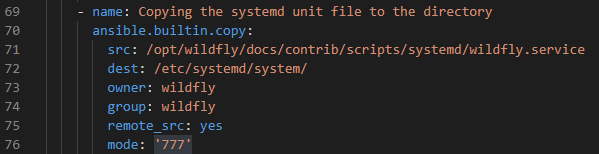 69 - name: Copying the systemd unit file to the directory
70 ansible.builtin.copy:
71 src: /opt/wildfly/docs/contrib/scripts/systemd/wildfly.service
72 dest: /etc/systemd/system/
73 owner: wildfly
74 group: wildfly
75 remote_src: yes
76 mode: '777'